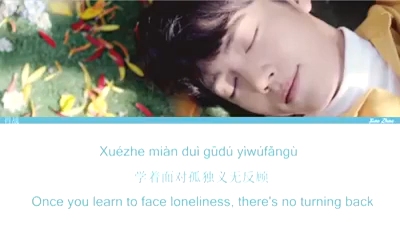 Xuézhe miàn duì gūdú yìwúfǎngù
学着面对孤独义无反顾
Once you learn to face loneliness, there's no turning back